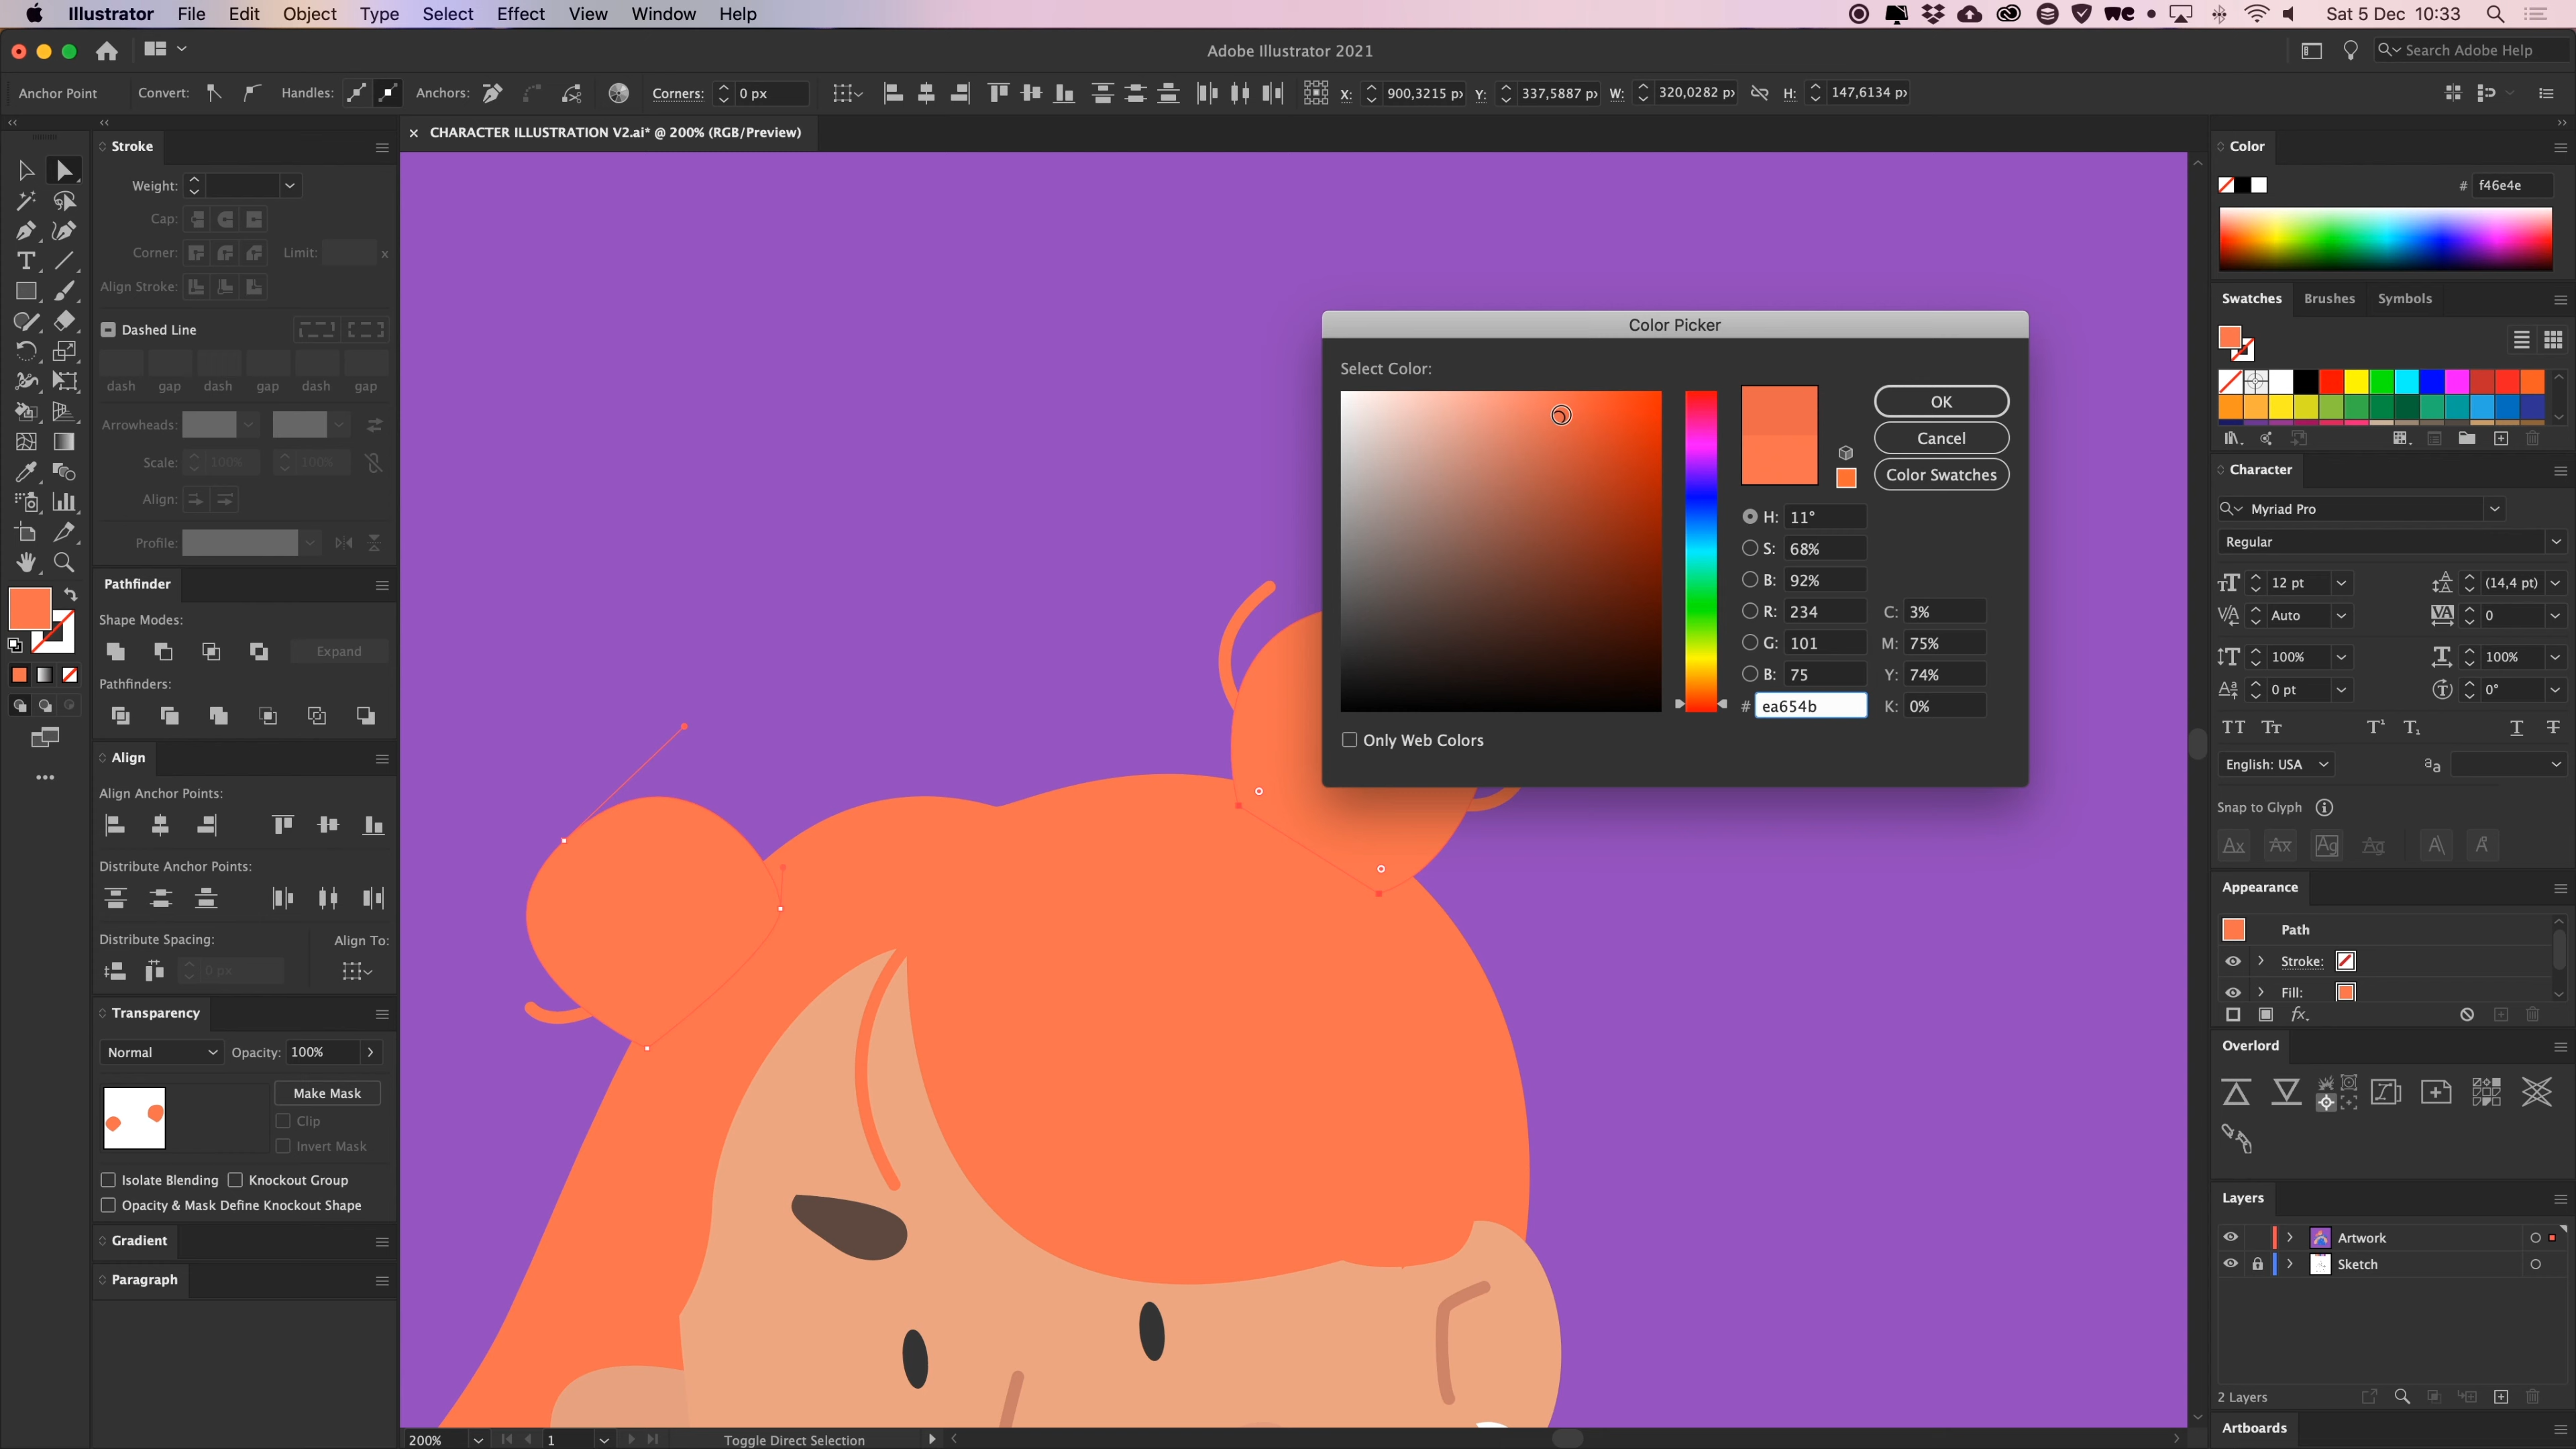 Illustrator File Edit Object Type Select Effect View Window Help
Sat 5 Dec 10:33
Adobe Illustrator 2021
Search Adobe Help
Anchor Point Convert: Handles: Anchors: Corners: 0 px X: 900,3215 px Y: 337,5887 px W: 320,0282 px H: 147,6134 px
× CHARACTER ILLUSTRATION V2.ai* @ 200% (RGB/Preview)
Stroke
Weight:
Cap:
Corner: Limit: x
Align Stroke:
Dashed Line
dash gap dash gap dash gap
Arrowheads:
Scale: 100% 100%
Align:
Profile:
Pathfinder
Shape Modes:
Expand
Pathfinders:
Align
Align Anchor Points:
Distribute Anchor Points:
Distribute Spacing: Align To:
0 px
Transparency
Normal Opacity: 100%
Make Mask
Clip
Invert Mask
Isolate Blending Knockout Group
Opacity & Mask Define Knockout Shape
Gradient
Paragraph
Color Picker
Select Color:
OK
Cancel
Color Swatches
H: 11°
S: 68%
B: 92%
R: 234 C: 3%
G: 101 M: 75%
B: 75 Y: 74%
# ea654b K: 0%
Only Web Colors
200% 1 Toggle Direct Selection
Color
# f46e4e
Swatches Brushes Symbols
Character
Myriad Pro
Regular
12 pt (14,4 pt)
Auto 0
100% 100%
0 pt 0°
English: USA
Snap to Glyph
Appearance
Path
Stroke:
Fill:
Overlord
Layers
Artwork
Sketch
2 Layers
Artboards